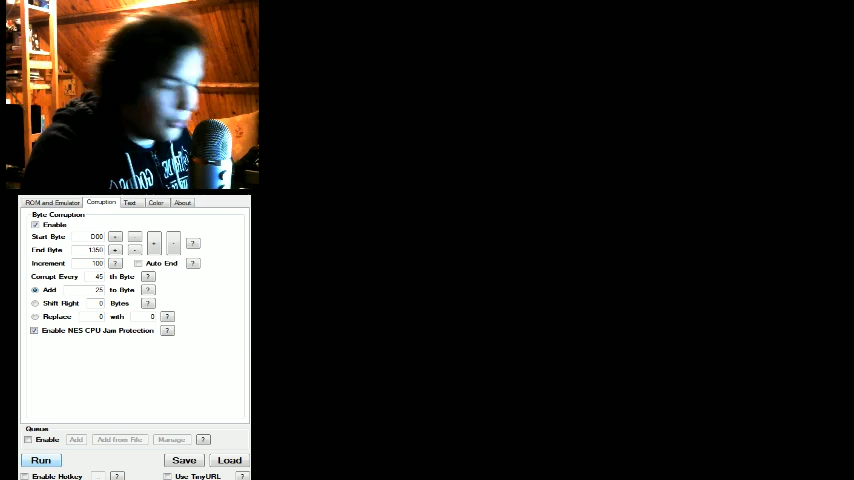 ROM and Emulator Corruption Text Color About
Byte Corruption
Enable
Start Byte 000 + - + - ?
End Byte 1350 + -
Increment 100 ? Auto End ?
Corrupt Every 45 th Byte ?
Add 25 to Byte ?
Shift Right 0 Bytes ?
Replace 0 with 0 ?
Enable NES CPU Jam Protection ?
Queue
Enable Add Add from File Manage ?
Run Save Load
Enable Hotkey ... ? Use TinyURL ?